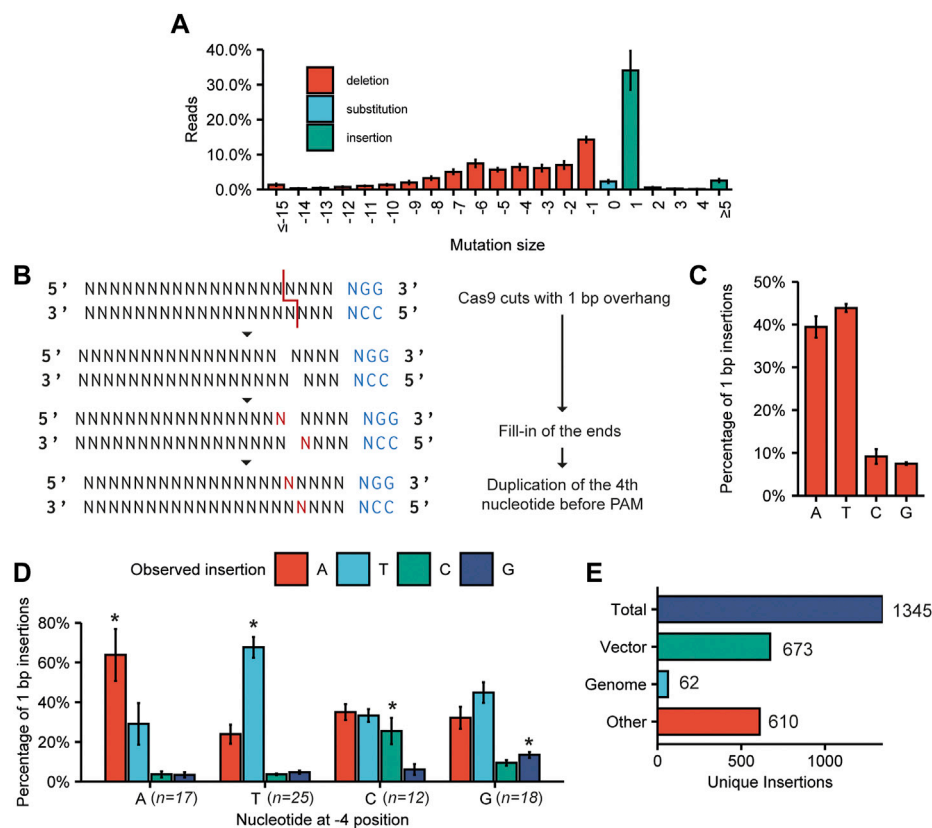 A
40.0%
30.0%
20.0%
10.0%
0.0%
Reads
deletion
substitution
insertion
≤-15
-14
-13
-12
-11
-10
-9
-8
-7
-6
-5
-4
-3
-2
-1
0
1
2
3
4
≥5
Mutation size
B
5’ NNNNNNNNNNNNNNNNNNNN NGG 3’
3’ NNNNNNNNNNNNNNNNNNNN NCC 5’
5’ NNNNNNNNNNNNNNNN NNNN NGG 3’
3’ NNNNNNNNNNNNNNNN NNN NCC 5’
5’ NNNNNNNNNNNNNNNNN NNNN NGG 3’
3’ NNNNNNNNNNNNNNNN NNNN NCC 5’
5’ NNNNNNNNNNNNNNNNNNNNN NGG 3’
3’ NNNNNNNNNNNNNNNNNNNNN NCC 5’
Cas9 cuts with 1 bp overhang
Fill-in of the ends
Duplication of the 4th
nucleotide before PAM
C
Percentage of 1 bp insertions
50%
40%
30%
20%
10%
0%
A T C G
D
Observed insertion A T C G
Percentage of 1 bp insertions
80%
60%
40%
20%
0%
* * * *
A (n=17) T (n=25) C (n=12) G (n=18)
Nucleotide at -4 position
E
Total 1345
Vector 673
Genome 62
Other 610
0 500 1000
Unique Insertions